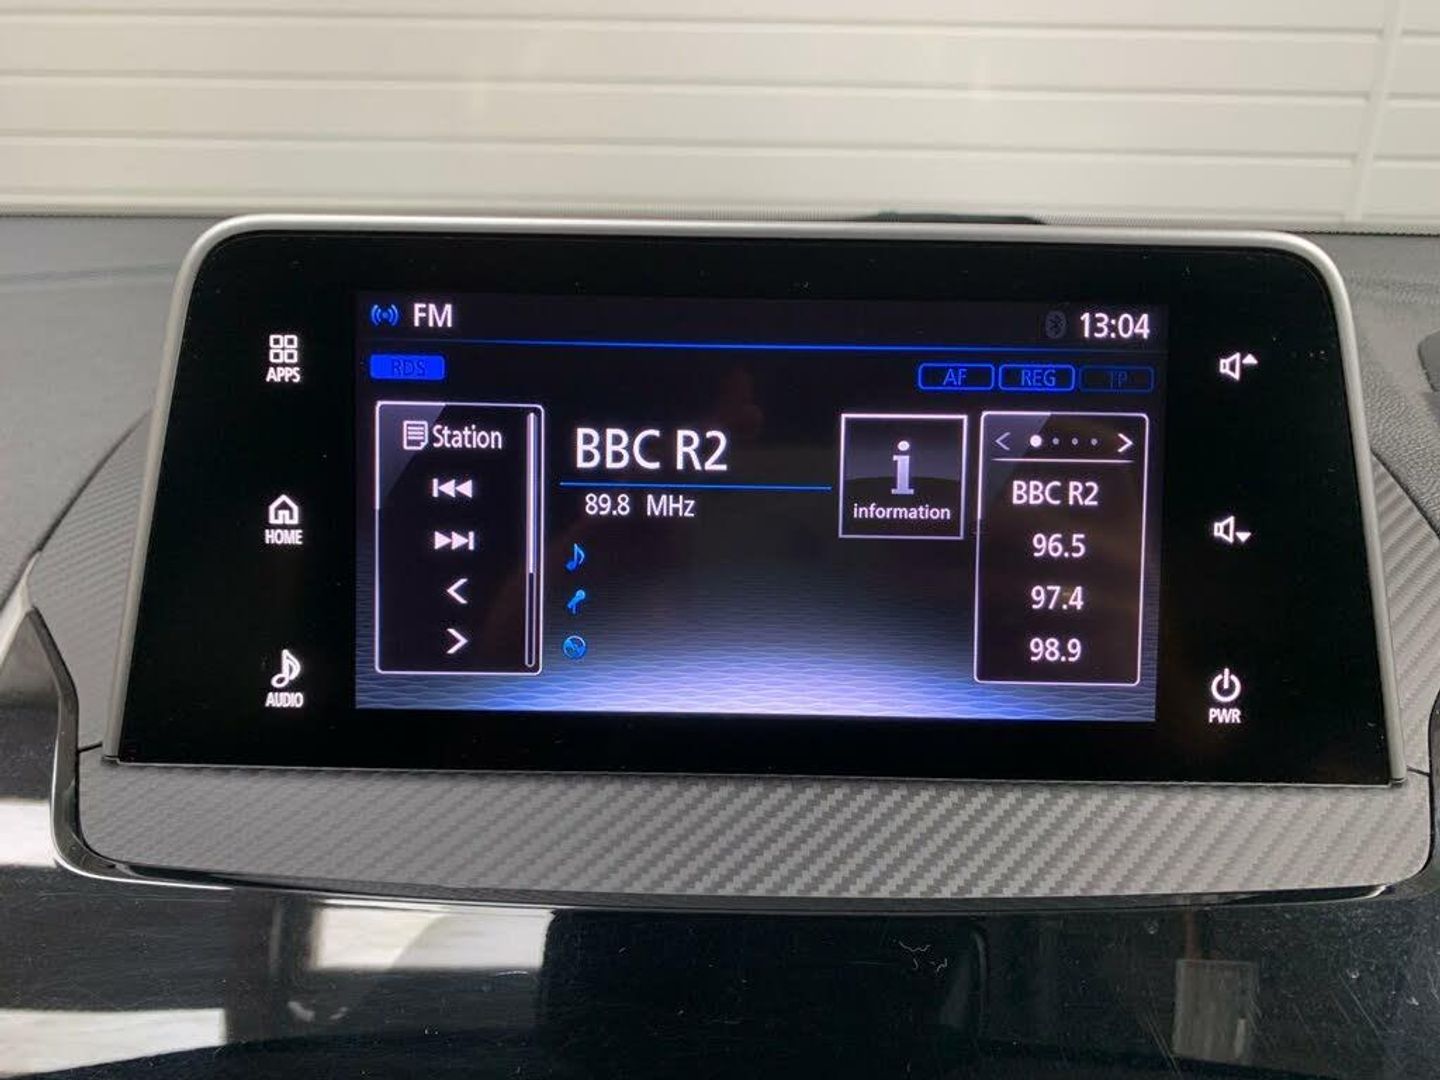 FM
13:04
RDS
AF REG TP
APPS
HOME
AUDIO
Station
BBC R2
89.8 MHz
information
BBC R2
96.5
97.4
98.9
PWR